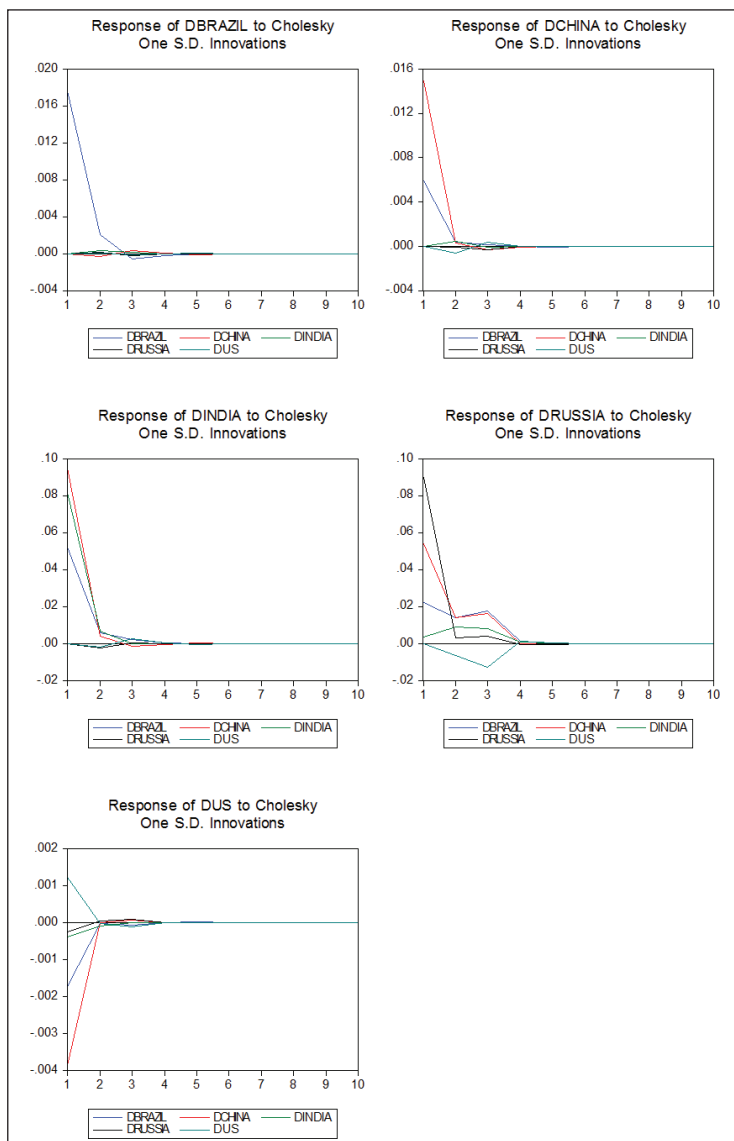 Response of DBRAZIL to Cholesky
One S.D. Innovations
.020
.016
.012
.008
.004
.000
-.004
1 2 3 4 5 6 7 8 9 10
DBRAZIL DCHINA DINDIA
DRUSSIA DUS
Response of DCHINA to Cholesky
One S.D. Innovations
.016
.012
.008
.004
.000
-.004
1 2 3 4 5 6 7 8 9 10
DBRAZIL DCHINA DINDIA
DRUSSIA DUS
Response of DINDIA to Cholesky
One S.D. Innovations
.10
.08
.06
.04
.02
.00
-.02
1 2 3 4 5 6 7 8 9 10
DBRAZIL DCHINA DINDIA
DRUSSIA DUS
Response of DRUSSIA to Cholesky
One S.D. Innovations
.10
.08
.06
.04
.02
.00
-.02
1 2 3 4 5 6 7 8 9 10
DBRAZIL DCHINA DINDIA
DRUSSIA DUS
Response of DUS to Cholesky
One S.D. Innovations
.002
.001
.000
-.001
-.002
-.003
-.004
1 2 3 4 5 6 7 8 9 10
DBRAZIL DCHINA DINDIA
DRUSSIA DUS